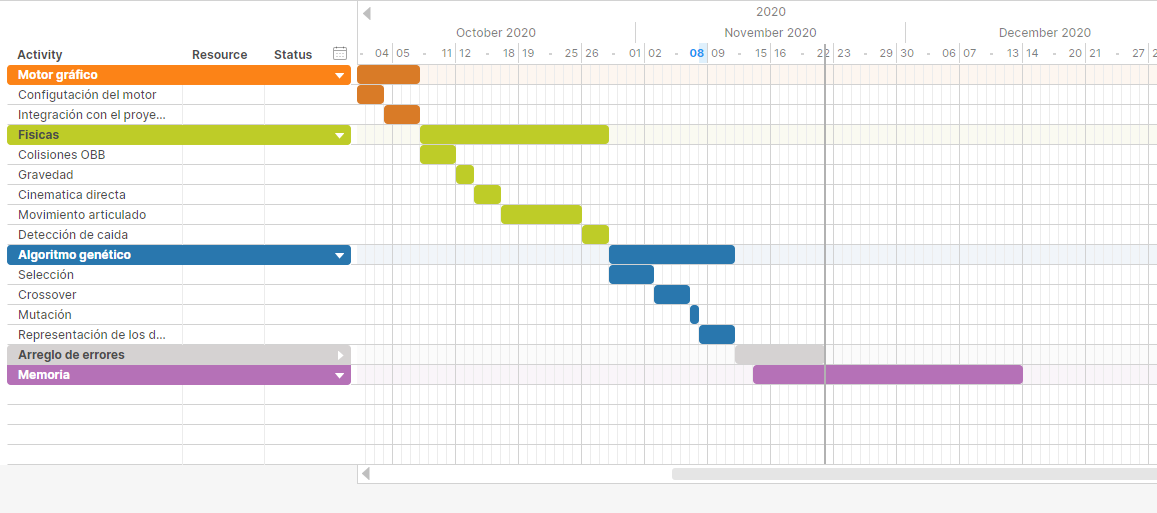 2020
October 2020 November 2020 December 2020
Activity Resource Status - 04 05 - 11 12 - 18 19 - 25 26 - 01 02 - 08 09 - 15 16 - 22 23 - 29 30 - 06 07 - 13 14 - 20 21 - 27
Motor gráfico
Configutación del motor
Integración con el proye...
Fisicas
Colisiones OBB
Gravedad
Cinematica directa
Movimiento articulado
Detección de caida
Algoritmo genético
Selección
Crossover
Mutación
Representación de los d...
Arreglo de errores
Memoria